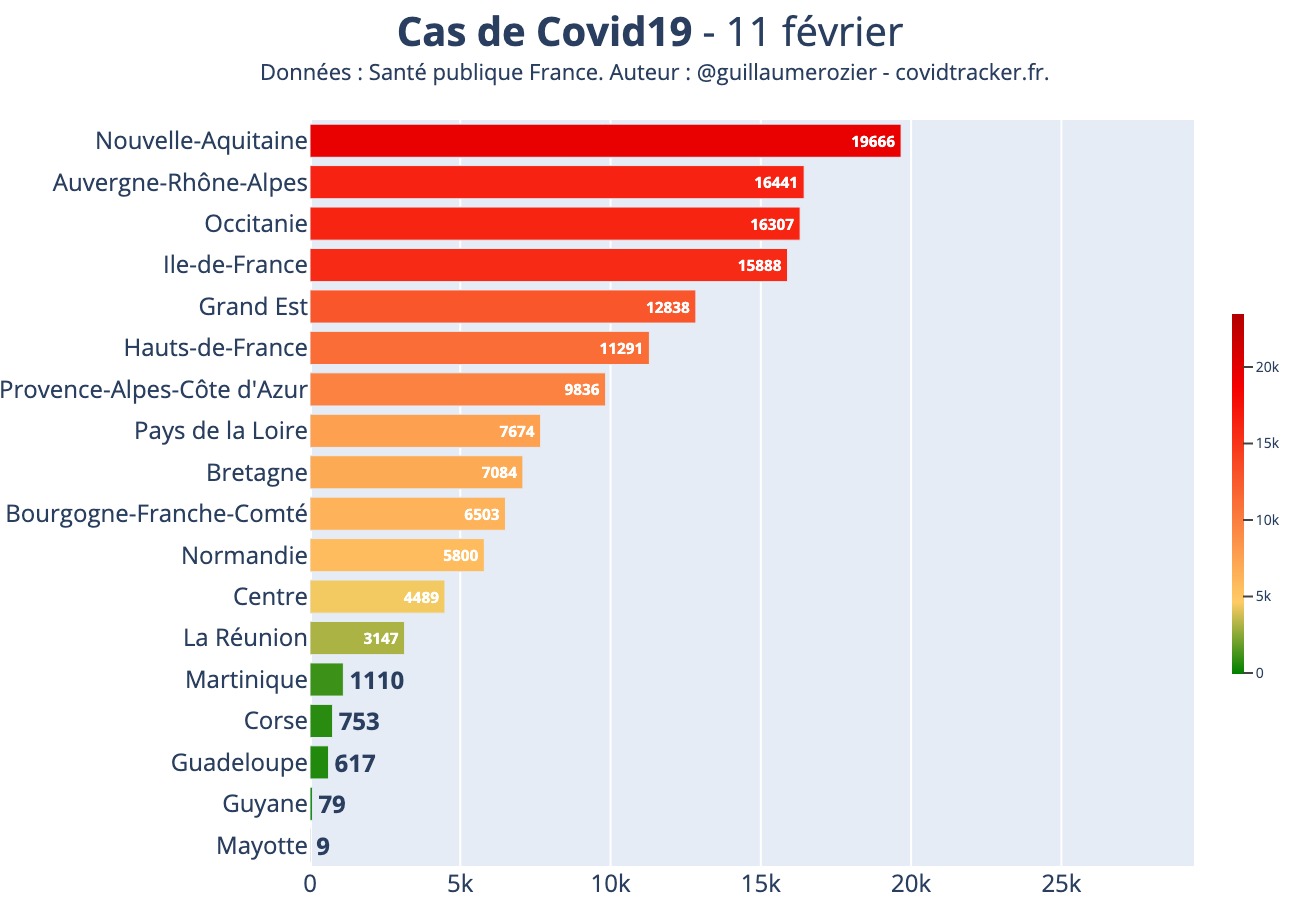 Cas de Covid19 - 11 février
Données : Santé publique France. Auteur : @guillaumerozier - covidtracker.fr.
Nouvelle-Aquitaine 19666
Auvergne-Rhône-Alpes 16441
Occitanie 16307
Ile-de-France 15888
Grand Est 12838
Hauts-de-France 11291
Provence-Alpes-Côte d'Azur 9836
Pays de la Loire 7674
Bretagne 7084
Bourgogne-Franche-Comté 6503
Normandie 5800
Centre 4489
La Réunion 3147
Martinique 1110
Corse 753
Guadeloupe 617
Guyane 79
Mayotte 9
0 5k 10k 15k 20k 25k
20k
15k
10k
5k
0